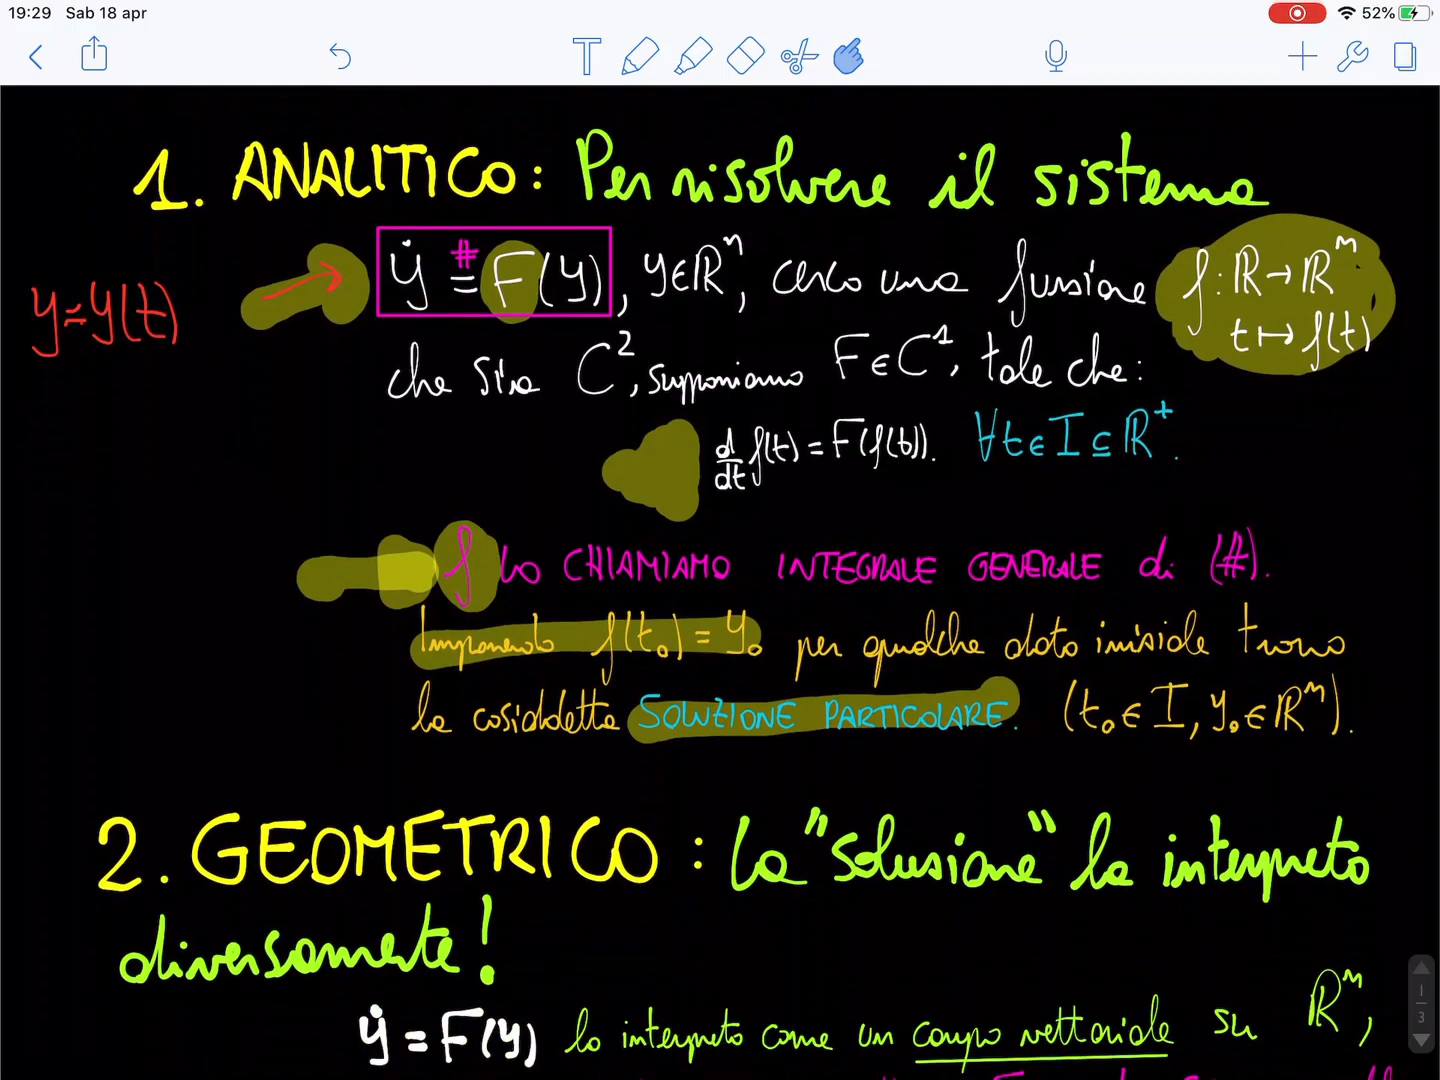 19:29 Sab 18 apr 52%
1. ANALITICO: Per risolvere il sistema
ẏ = F(y), y∈ℝⁿ, cerco una funzione f: ℝ→ℝⁿ
#
y=y(t)
t↦f(t)
che sia C², supponiamo F∈C¹, tale che:
d/dt f(t) = F(f(t)). ∀t∈I⊆ℝ⁺.
f lo CHIAMIAMO INTEGRALE GENERALE di (#).
Imponendo f(t₀) = y₀ per qualche dato iniziale trovo
la cosiddetta SOLUZIONE PARTICOLARE. (t₀∈I, y₀∈ℝⁿ).
2. GEOMETRICO: La "soluzione" la interpreto
diversamente!
ẏ = F(y) lo interpreto come un campo vettoriale su ℝⁿ,
1
3